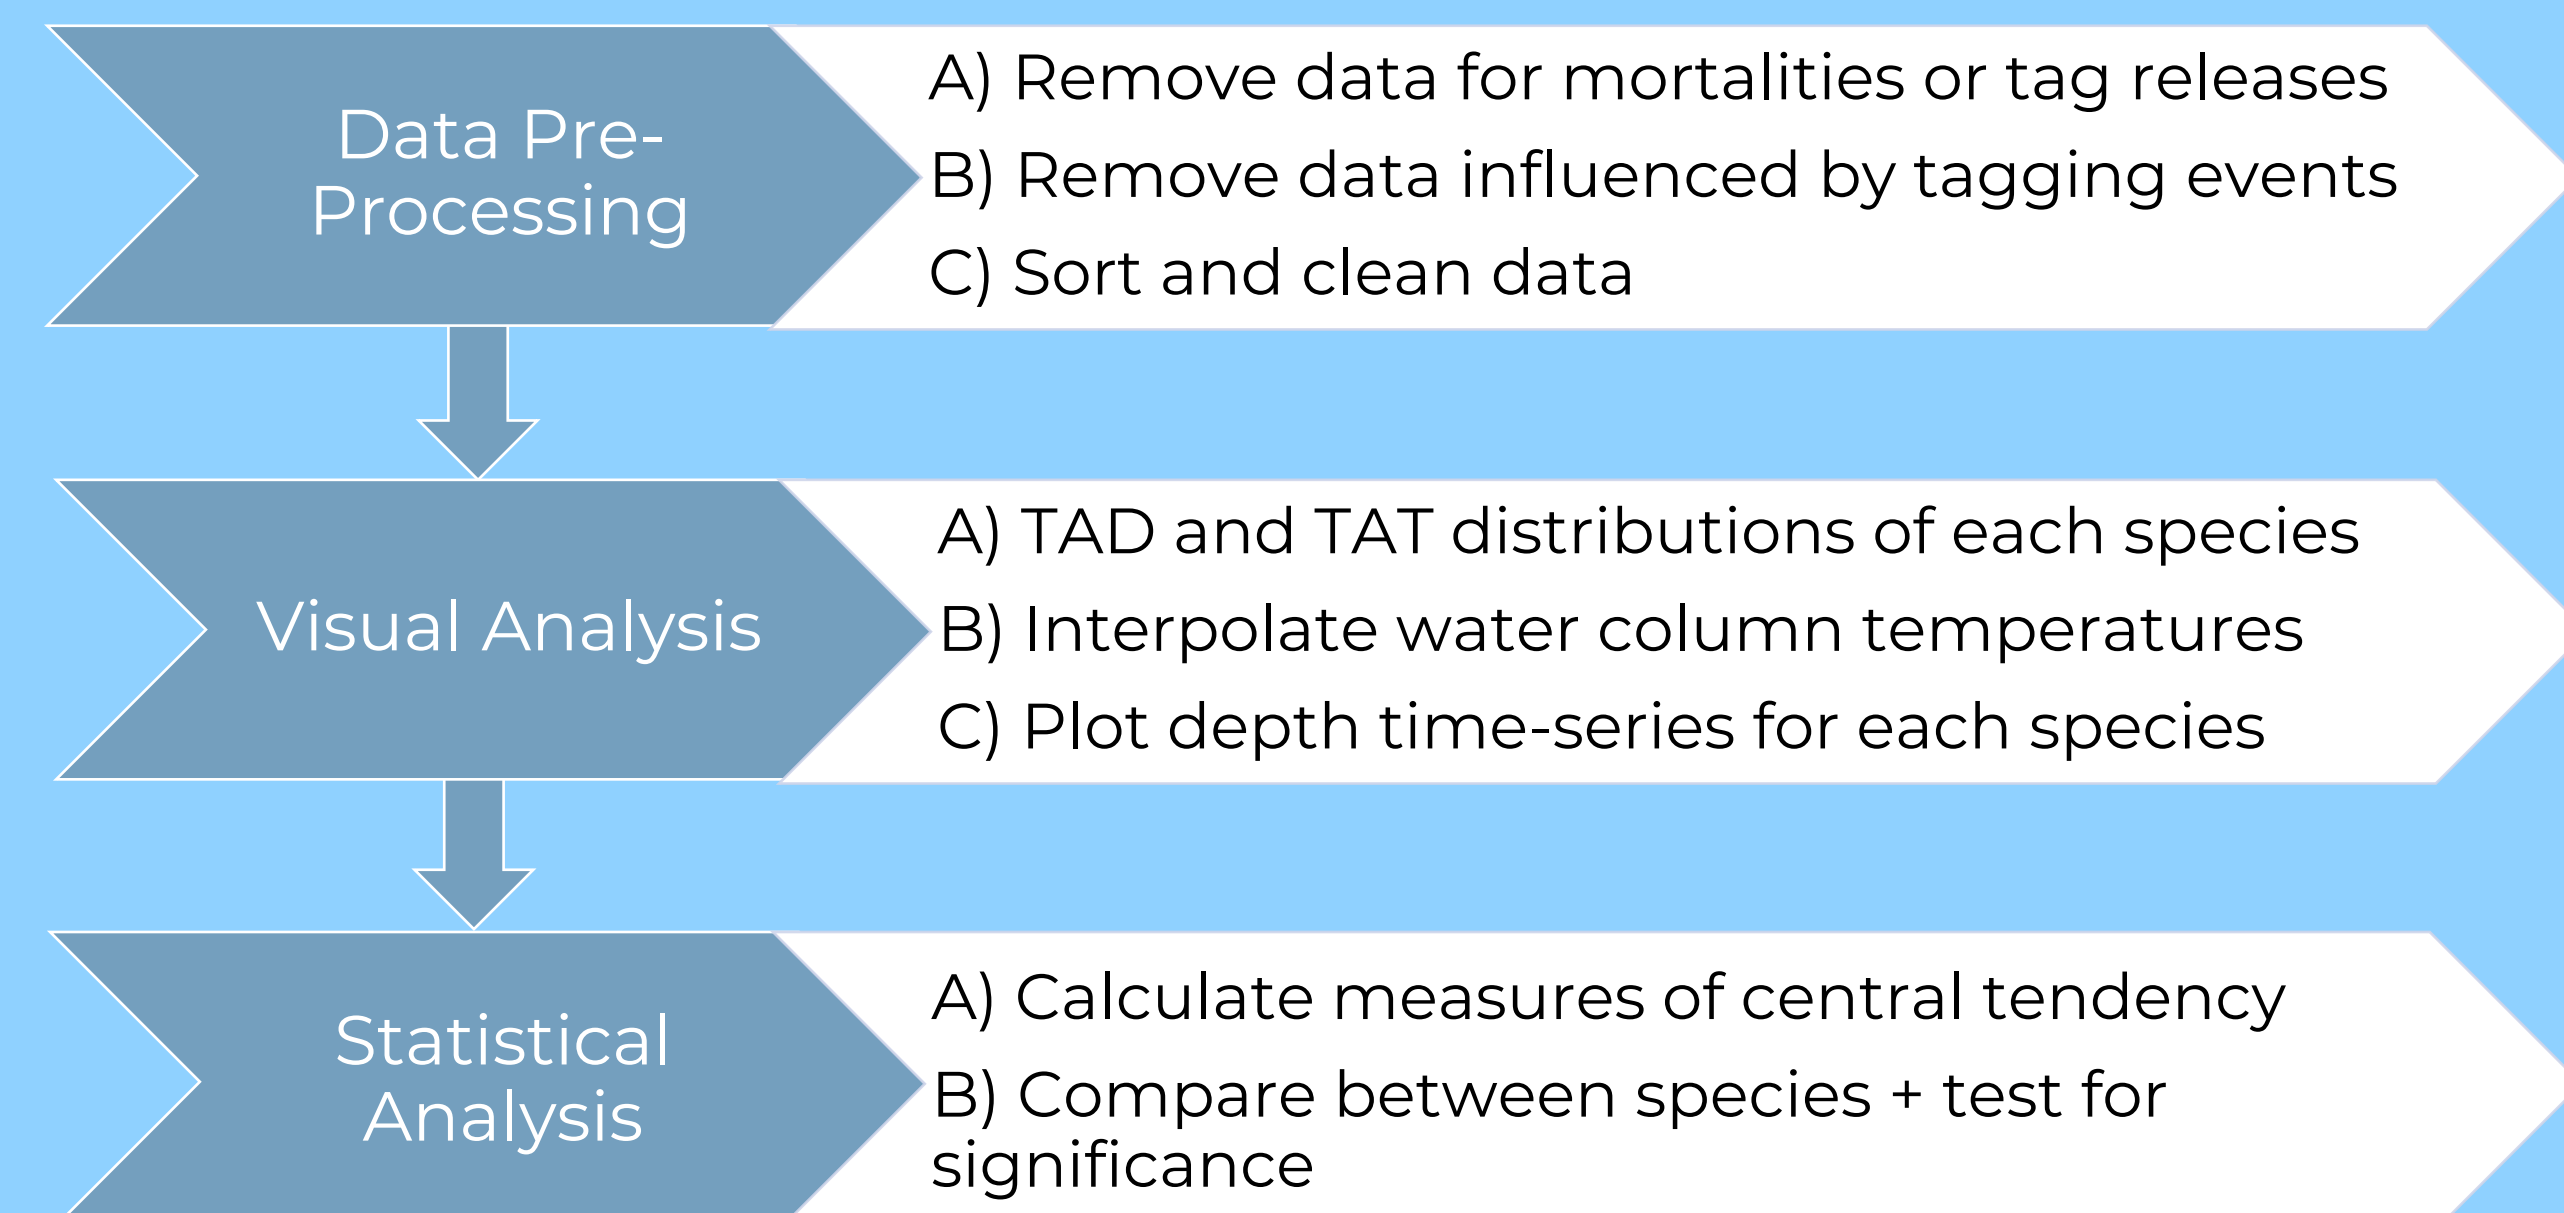 Data Pre-
Processing
A) Remove data for mortalities or tag releases
B) Remove data influenced by tagging events
C) Sort and clean data
Visual Analysis
A) TAD and TAT distributions of each species
B) Interpolate water column temperatures
C) Plot depth time-series for each species
Statistical
Analysis
A) Calculate measures of central tendency
B) Compare between species + test for
significance